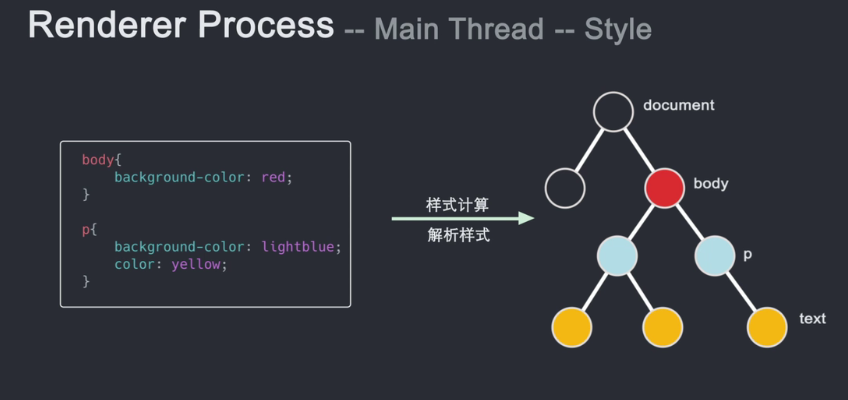 Renderer Process -- Main Thread -- Style
body{
background-color: red;
}
p{
background-color: lightblue;
color: yellow;
}
样式计算
解析样式
document
body
p
text